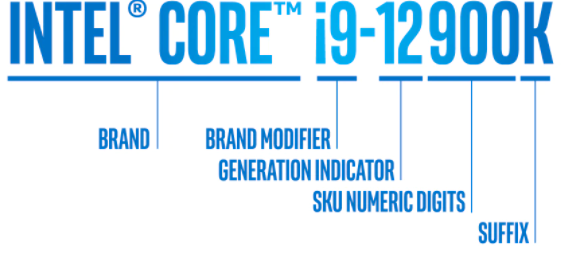 INTEL® CORE™ i9-12900K
BRAND
BRAND MODIFIER
GENERATION INDICATOR
SKU NUMERIC DIGITS
SUFFIX